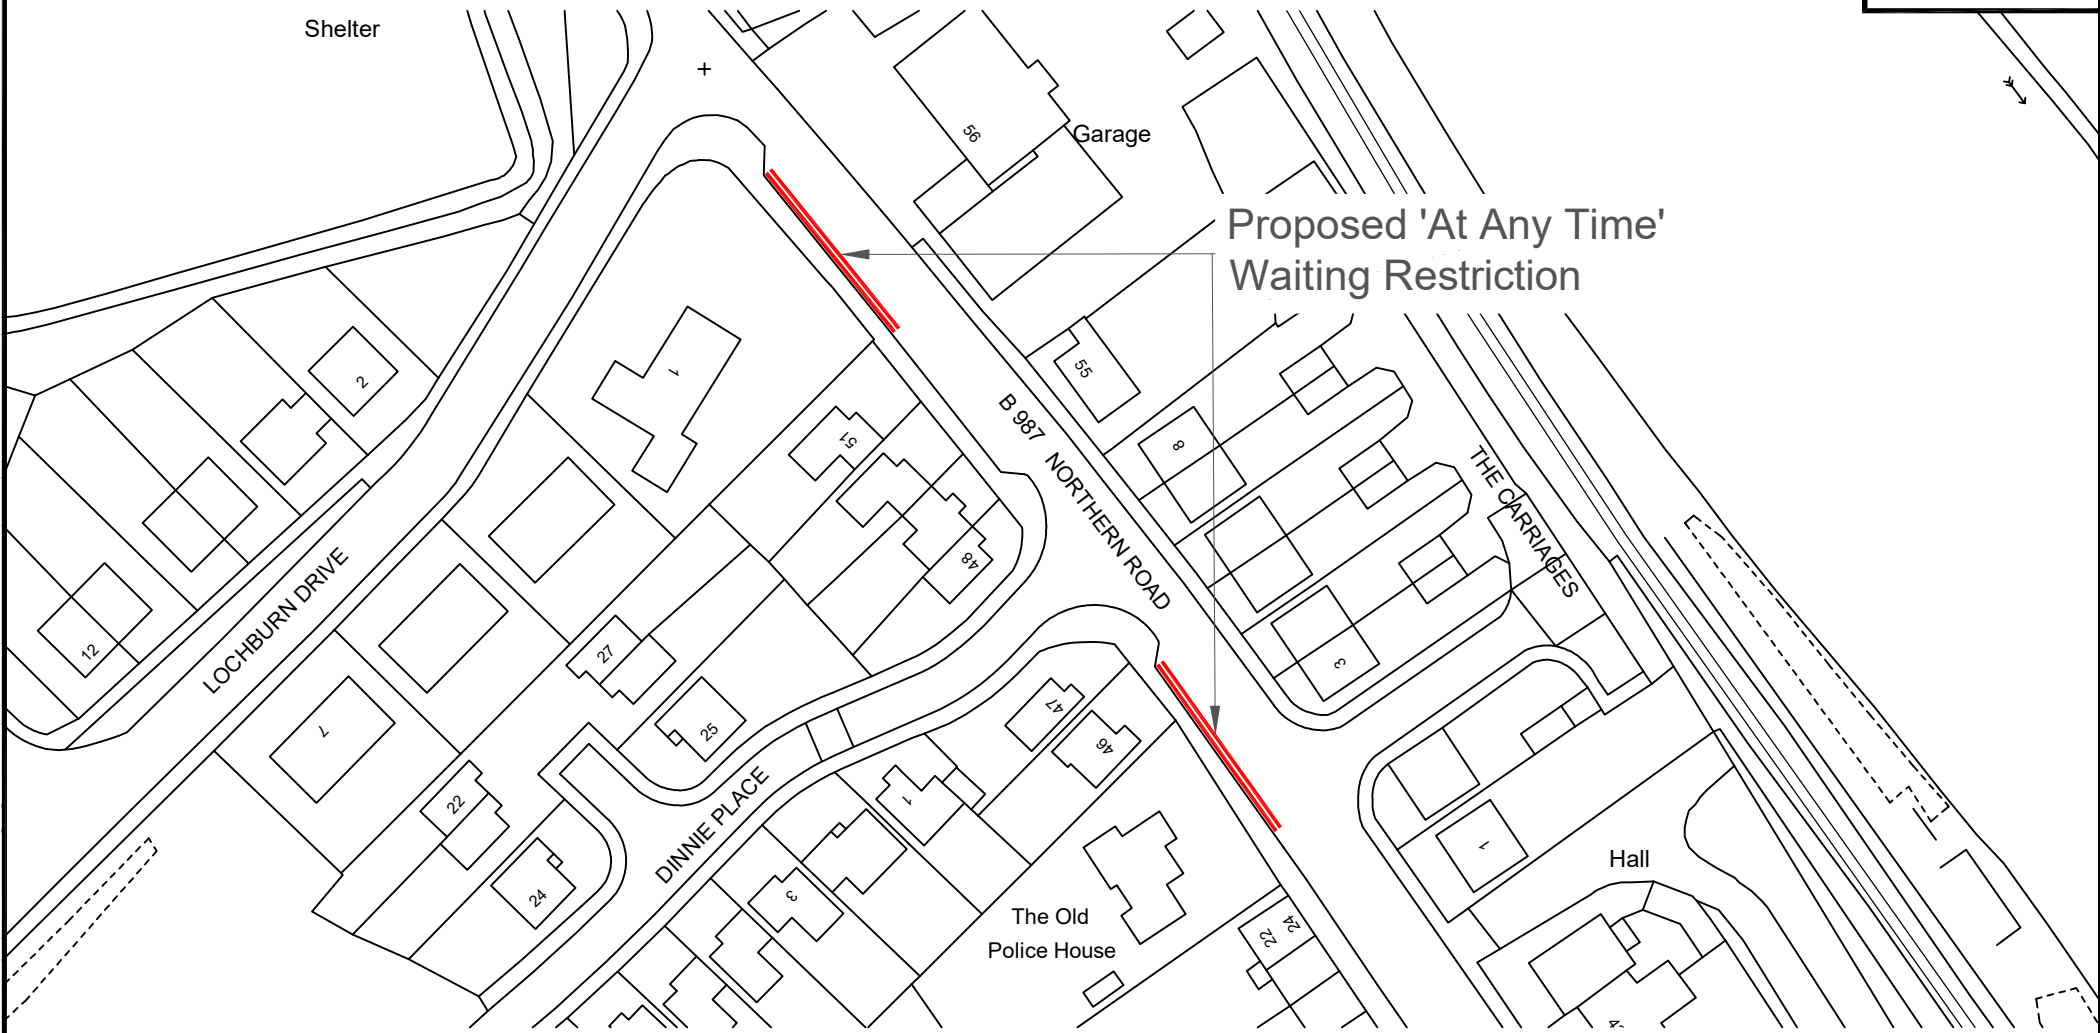 Shelter
56
Garage
Proposed 'At Any Time'
Waiting Restriction
2
1
55
51
8
B 987 NORTHERN ROAD
THE CARRIAGES
48
LOCHBURN DRIVE
12
27
3
7
25
47
46
22
1
1
DINNIE PLACE
24
3
Hall
The Old
Police House
24
22